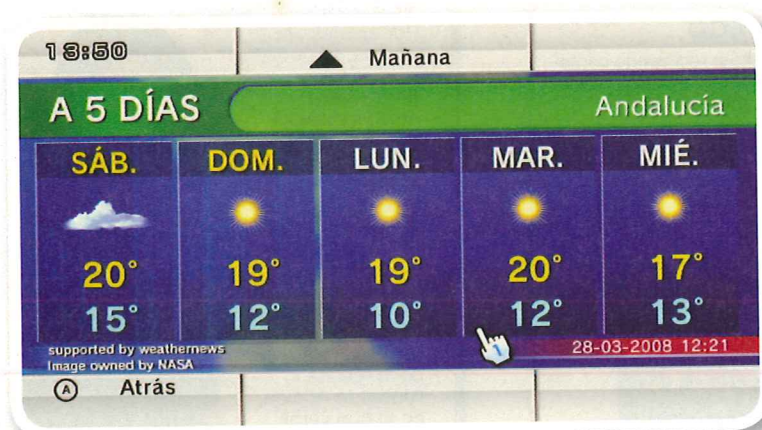 13:50
Mañana
A 5 DÍAS
Andalucía
SÁB. DOM. LUN. MAR. MIÉ.
20° 19° 19° 20° 17°
15° 12° 10° 12° 13°
supported by weathernews
Image owned by NASA
28-03-2008 12:21
1
A Atrás